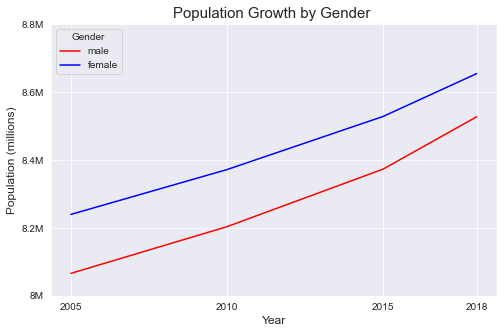 Population Growth by Gender
Population (millions)
8.8M
8.6M
8.4M
8.2M
8M
Gender
male
female
2005
2010
2015
2018
Year